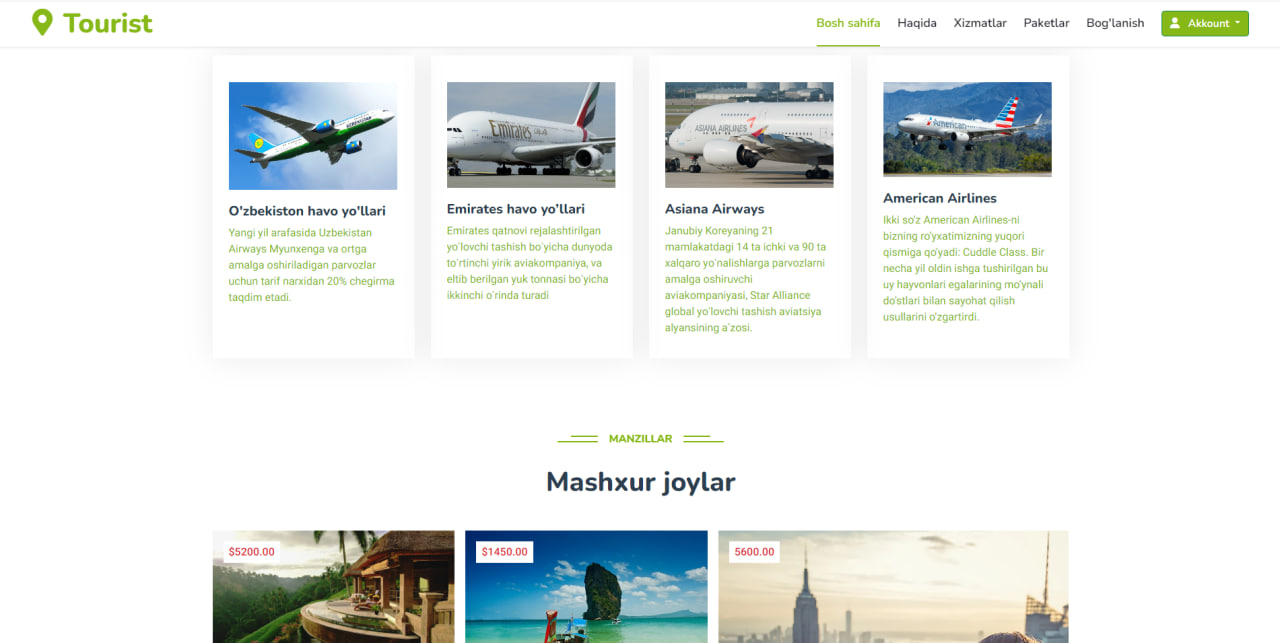 Tourist
Bosh sahifa
Haqida
Xizmatlar
Paketlar
Bog'lanish
Akkount
UZBEKISTAN
Emirates
ASIANA AIRLINES
American
O'zbekiston havo yo'llari
Yangi yil arafasida Uzbekistan
Airways Myunxenga va ortga
amalga oshiriladigan parvozlar
uchun tarif narxidan 20% chegirma
taqdim etadi.
Emirates havo yo’llari
Emirates qatnovi rejalashtirilgan
yo`lovchi tashish bo`yicha dunyoda
to`rtinchi yirik aviakompaniya, va
eltib berilgan yuk tonnasi bo`yicha
ikkinchi o`rinda turadi
Asiana Airways
Janubiy Koreyaning 21
mamlakatdagi 14 ta ichki va 90 ta
xalqaro yo`nalishlarga parvozlarni
amalga oshiruvchi
aviakompaniyasi, Star Alliance
global yo`lovchi tashish aviatsiya
alyansining a`zosi.
American Airlines
Ikki so'z American Airlines-ni
bizning ro'yxatimizning yuqori
qismiga qo'yadi: Cuddle Class. Bir
necha yil oldin ishga tushirilgan bu
uy hayvonlari egalarining mo'ynali
do'stlari bilan sayohat qilish
usullarini o'zgartirdi.
MANZILLAR
Mashxur joylar
$5200.00
$1450.00
5600.00